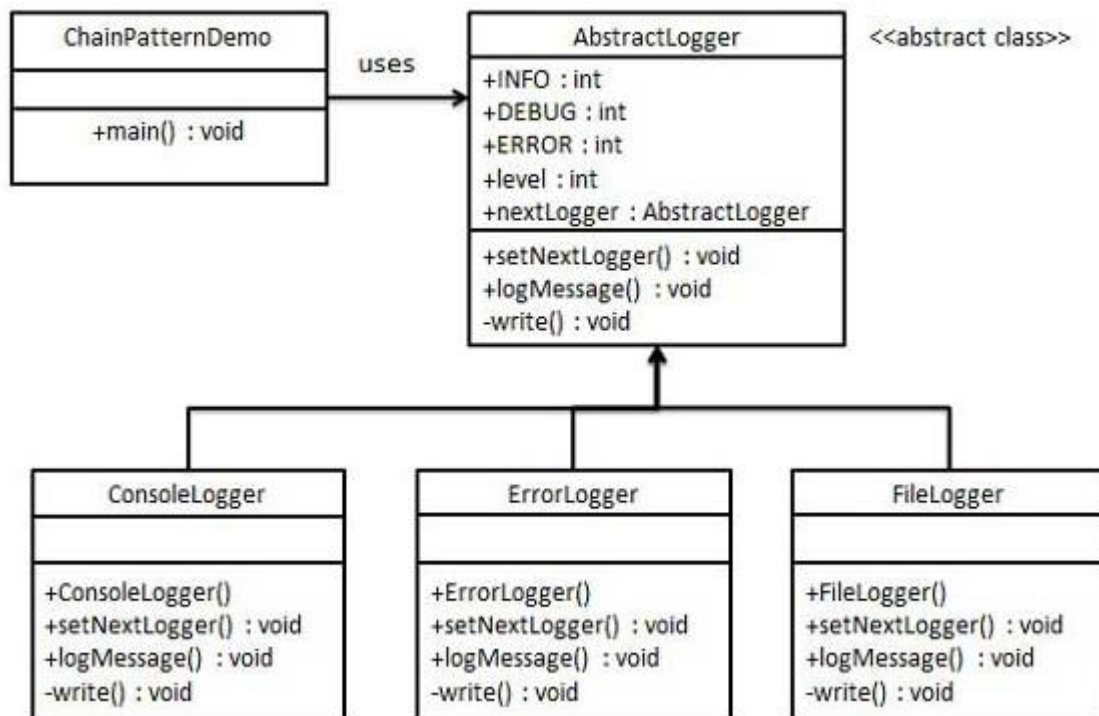 ChainPatternDemo
+main() : void
uses
AbstractLogger
+INFO : int
+DEBUG : int
+ERROR : int
+level : int
+nextLogger : AbstractLogger
+setNextLogger() : void
+logMessage() : void
-write() : void
<<abstract class>>
ConsoleLogger
+ConsoleLogger()
+setNextLogger() : void
+logMessage() : void
-write() : void
ErrorLogger
+ErrorLogger()
+setNextLogger() : void
+logMessage() : void
-write() : void
FileLogger
+FileLogger()
+setNextLogger() : void
+logMessage() : void
-write() : void